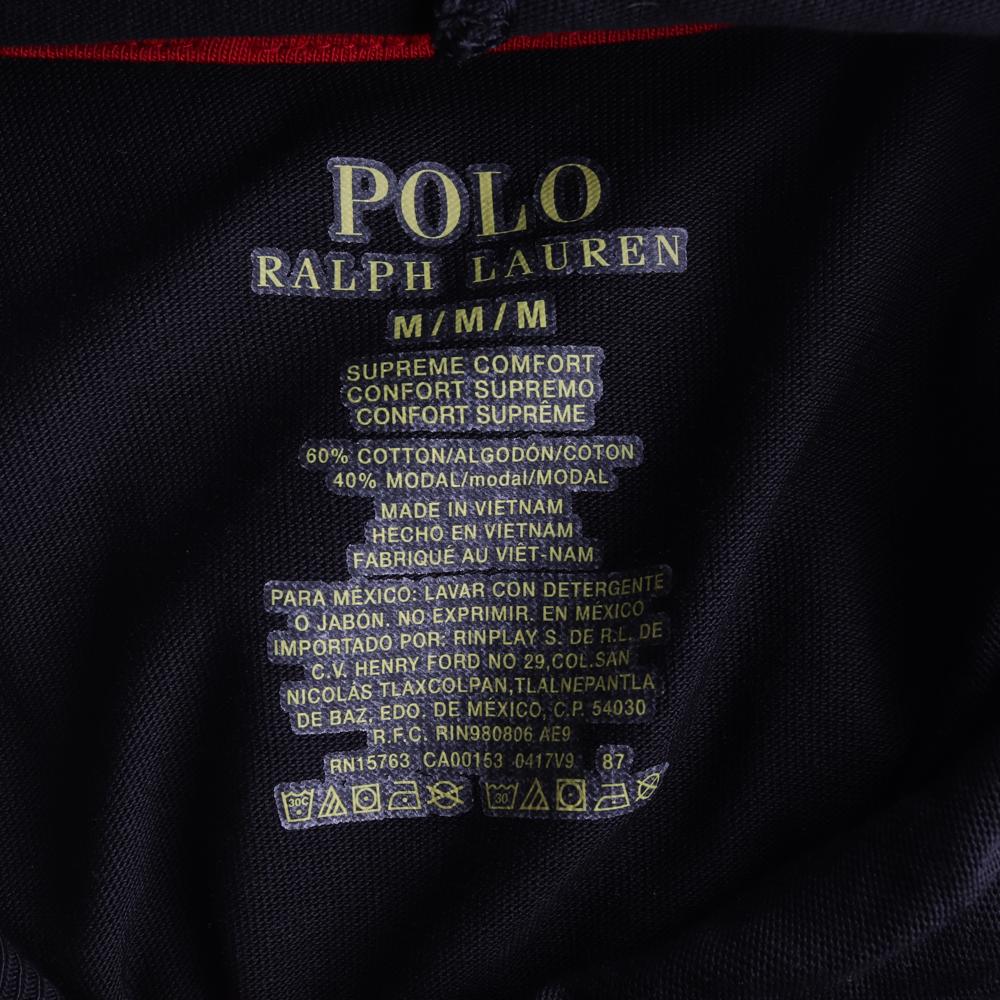 POLO
RALPH LAUREN
M / M / M
SUPREME COMFORT
CONFORT SUPREMO
CONFORT SUPRÊME
60% COTTON/ALGODÓN/COTON
40% MODAL/modal/MODAL
MADE IN VIETNAM
HECHO EN VIETNAM
FABRIQUÉ AU VIÊT-NAM
PARA MÉXICO: LAVAR CON DETERGENTE
O JABÓN. NO EXPRIMIR. EN MÉXICO
IMPORTADO POR: RINPLAY S. DE R.L. DE
C.V. HENRY FORD NO 29,COL.SAN
NICOLÁS TLAXCOLPAN,TLALNEPANTLA
DE BAZ, EDO. DE MÉXICO, C.P. 54030
R.F.C. RIN980806 AE9
RN15763 CA00153 0417V9 87
30C 30